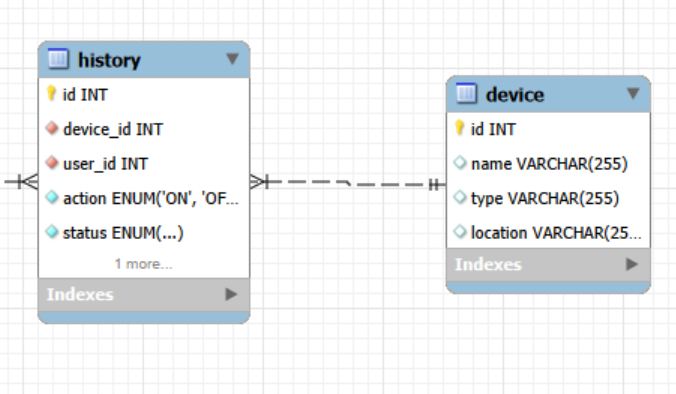 history
id INT
device_id INT
user_id INT
action ENUM('ON', 'OF...
status ENUM(...)
1 more...
Indexes
device
id INT
name VARCHAR(255)
type VARCHAR(255)
location VARCHAR(25...
Indexes